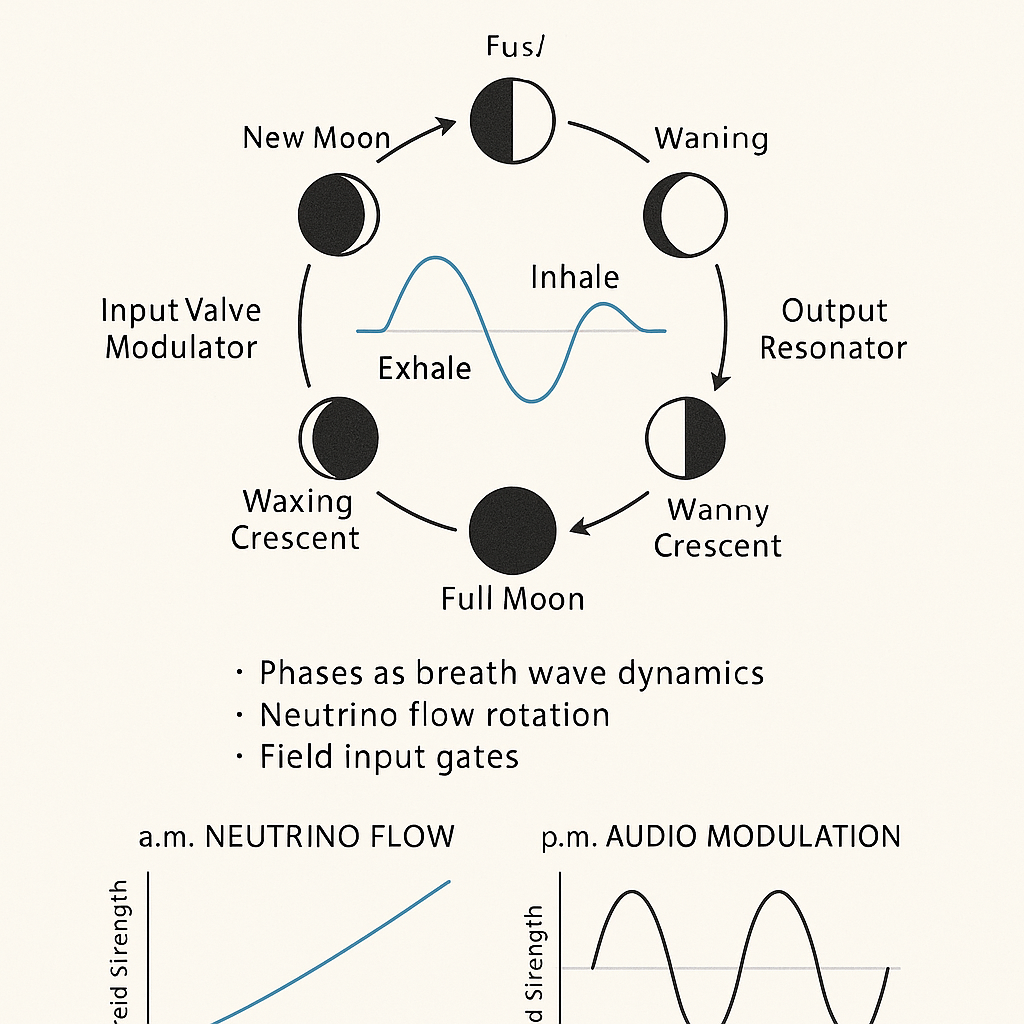 Fus/
New Moon
Waning
Inhale
Input Valve
Modulator
Output
Resonator
Exhale
Waxing
Crescent
Wanny
Crescent
Full Moon
· Phases as breath wave dynamics
· Neutrino flow rotation
· Field input gates
a.m. NEUTRINO FLOW
p.m. AUDIO MODULATION
reid Sirength
d Sirength